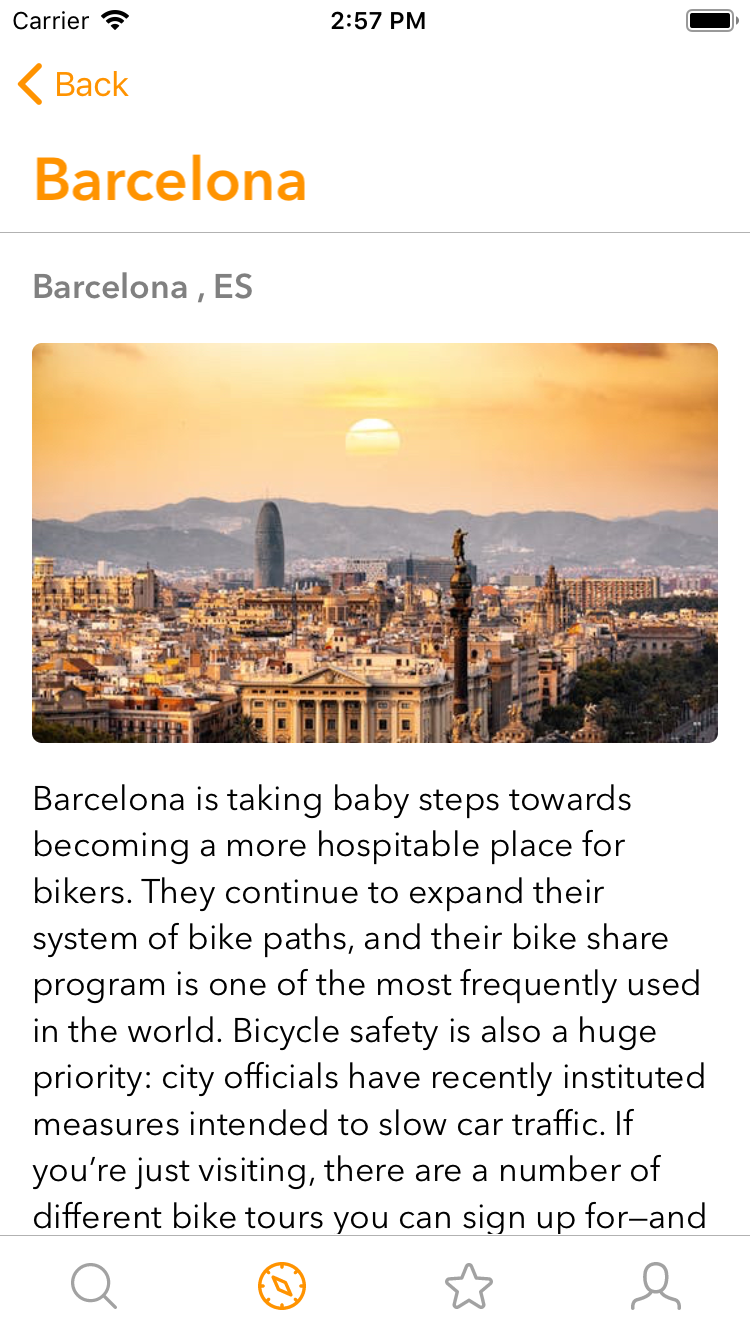 Carrier
2:57 PM
Back
Barcelona
Barcelona , ES
Barcelona is taking baby steps towards
becoming a more hospitable place for
bikers. They continue to expand their
system of bike paths, and their bike share
program is one of the most frequently used
in the world. Bicycle safety is also a huge
priority: city officials have recently instituted
measures intended to slow car traffic. If
you’re just visiting, there are a number of
different bike tours you can sign up for—and